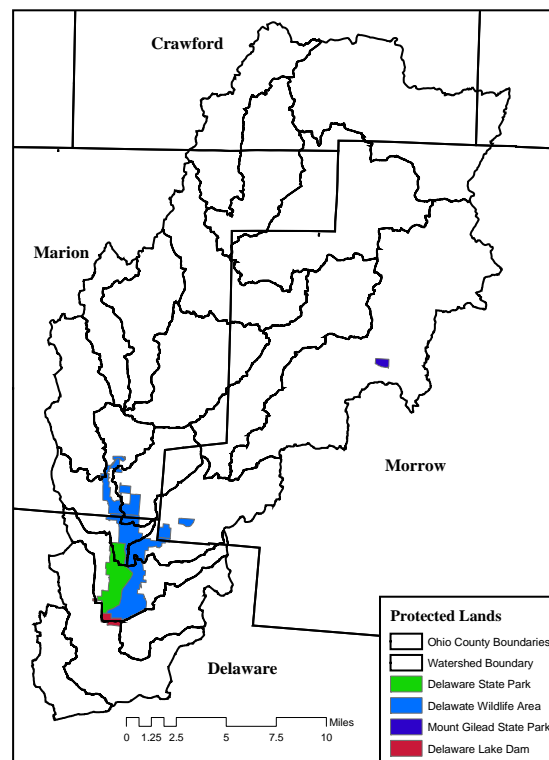 Crawford
Marion
Morrow
Delaware
Protected Lands
Ohio County Boundaries
Watershed Boundary
Delaware State Park
Delawate Wildlife Area
Mount Gilead State Park
Delaware Lake Dam
Miles
0 1.25 2.5 5 7.5 10